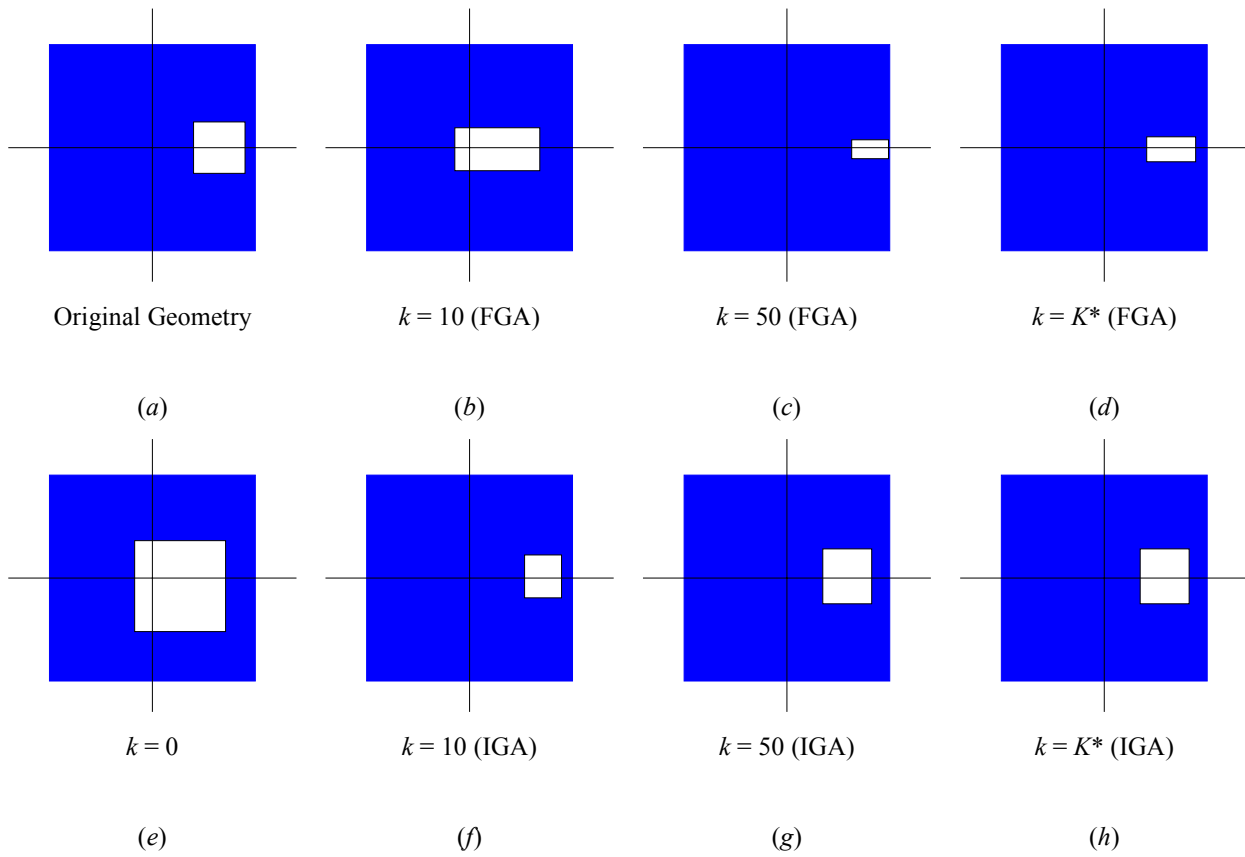 Original Geometry
k = 10 (FGA)
k = 50 (FGA)
k = K* (FGA)
(a)
(b)
(c)
(d)
k = 0
k = 10 (IGA)
k = 50 (IGA)
k = K* (IGA)
(e)
(f)
(g)
(h)